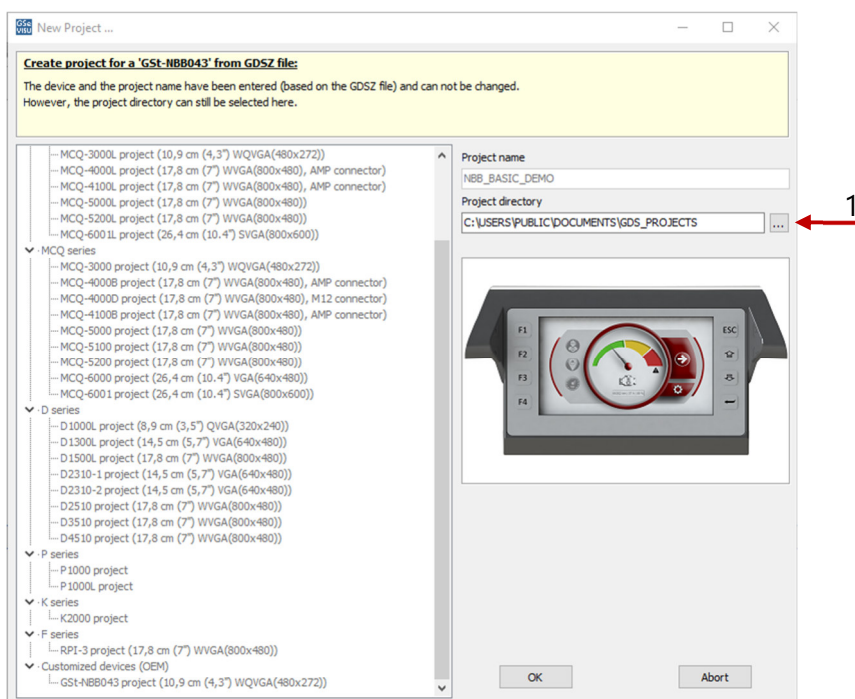 GSe
VISU
New Project ...
Create project for a 'GSt-NBB043' from GDSZ file:
The device and the project name have been entered (based on the GDSZ file) and can not be changed.
However, the project directory can still be selected here.
MCQ-3000L project (10,9 cm (4,3") WQVGA(480x272))
MCQ-4000L project (17,8 cm (7") WVGA(800x480), AMP connector)
MCQ-4100L project (17,8 cm (7") WVGA(800x480), AMP connector)
MCQ-5000L project (17,8 cm (7") WVGA(800x480))
MCQ-5200L project (17,8 cm (7") WVGA(800x480))
MCQ-6001L project (26,4 cm (10.4") SVGA(800x600))
MCQ series
MCQ-3000 project (10,9 cm (4,3") WQVGA(480x272))
MCQ-4000B project (17,8 cm (7") WVGA(800x480), AMP connector)
MCQ-4000D project (17,8 cm (7") WVGA(800x480), M12 connector)
MCQ-4100B project (17,8 cm (7") WVGA(800x480), AMP connector)
MCQ-5000 project (17,8 cm (7") WVGA(800x480))
MCQ-5100 project (17,8 cm (7") WVGA(800x480))
MCQ-5200 project (17,8 cm (7") WVGA(800x480))
MCQ-6000 project (26,4 cm (10.4") VGA(640x480))
MCQ-6001 project (26,4 cm (10.4") SVGA(800x600))
D series
D1000L project (8,9 cm (3,5") QVGA(320x240))
D1300L project (14,5 cm (5,7") VGA(640x480))
D1500L project (17,8 cm (7") WVGA(800x480))
D2310-1 project (14,5 cm (5,7") VGA(640x480))
D2310-2 project (14,5 cm (5,7") VGA(640x480))
D2510 project (17,8 cm (7") WVGA(800x480))
D3510 project (17,8 cm (7") WVGA(800x480))
D4510 project (17,8 cm (7") WVGA(800x480))
P series
P1000 project
P1000L project
K series
K2000 project
F series
RPI-3 project (17,8 cm (7") WVGA(800x480))
Customized devices (OEM)
GSt-NBB043 project (10,9 cm (4,3") WQVGA(480x272))
Project name
NBB_BASIC_DEMO
Project directory
C:\USERS\PUBLIC\DOCUMENTS\GDS_PROJECTS
...
1
F1
F2
F3
F4
ESC
OK
Abort